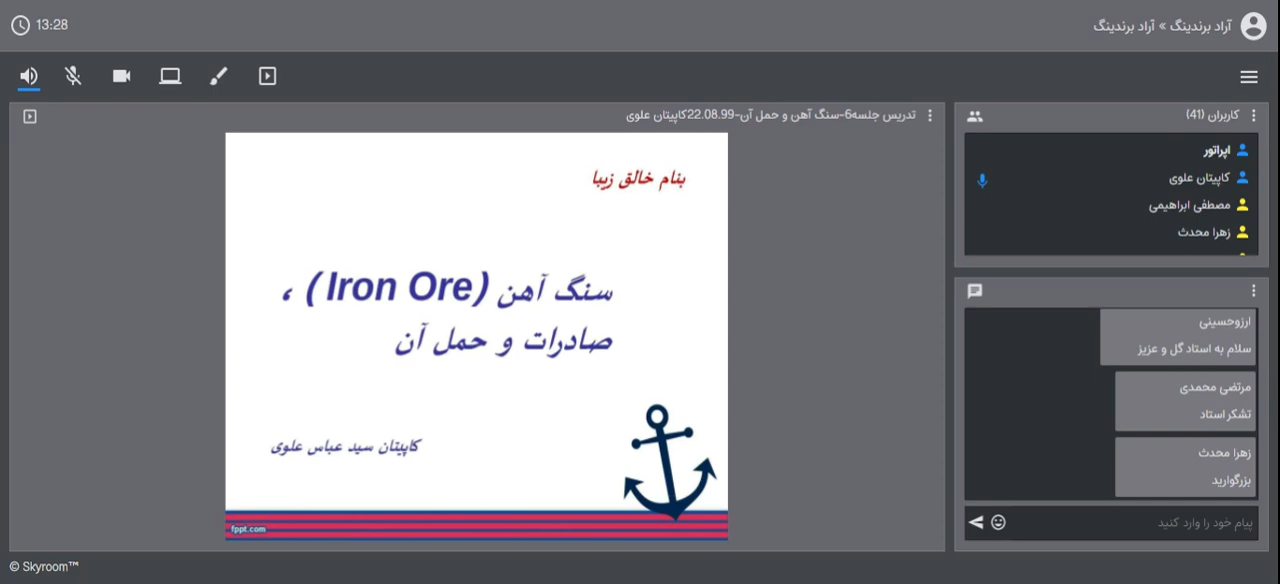 13:28
آراد برندینگ » آراد برندینگ
تدریس جلسه6-سنگ آهن و حمل آن-22.08.99کاپیتان علوی
بنام خالق زیبا
سنگ آهن (Iron Ore) ،
صادرات و حمل آن
کاپیتان سید عباس علوی
fppt.com
کاربران (41)
اپراتور
کاپیتان علوی
مصطفی ابراهیمی
زهرا محدث
ارزوحسینی
سلام به استاد گل و عزیز
مرتضی محمدی
تشکر استاد
زهرا محدث
بزرگوارید
پیام خود را وارد کنید
© Skyroom™